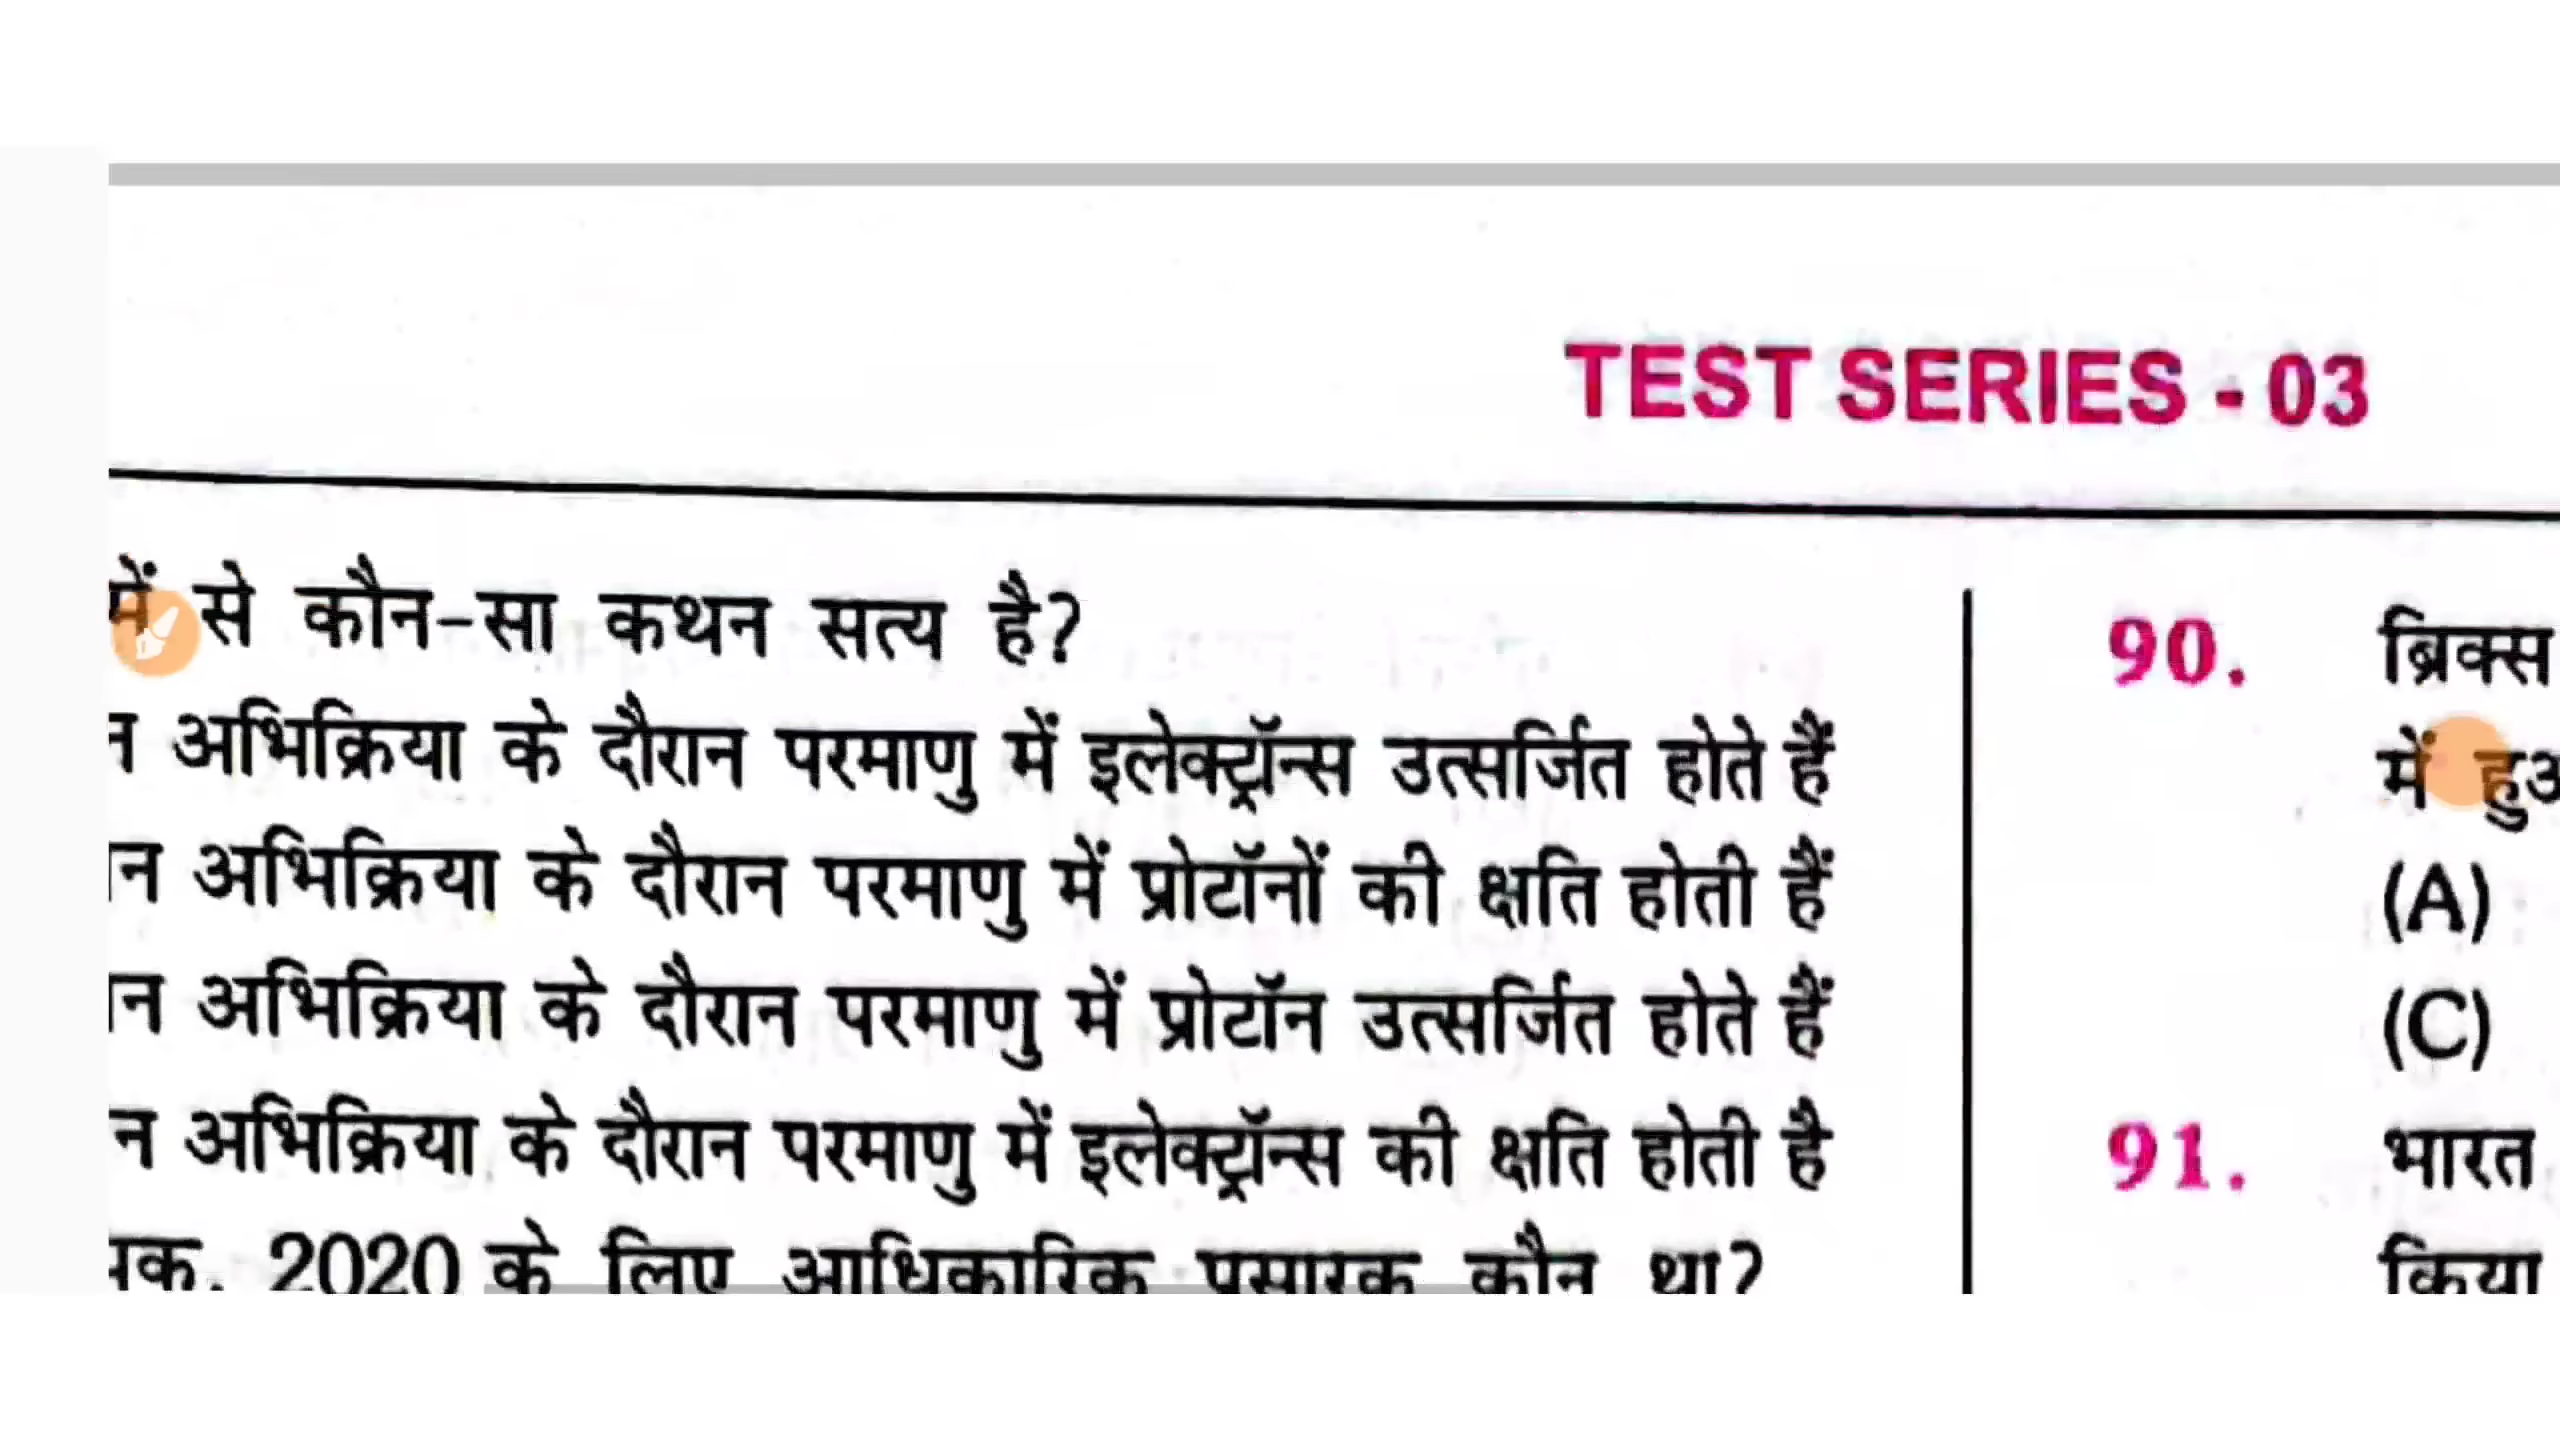 TEST SERIES - 03
में से कौन-सा कथन सत्य है?
न अभिक्रिया के दौरान परमाणु में इलेक्ट्रॉन्स उत्सर्जित होते हैं
न अभिक्रिया के दौरान परमाणु में प्रोटॉनों की क्षति होती हैं
न अभिक्रिया के दौरान परमाणु में प्रोटॉन उत्सर्जित होते हैं
न अभिक्रिया के दौरान परमाणु में इलेक्ट्रॉन्स की क्षति होती है
2020 के लिए आधिकारिक प्रसारक कौन था?
90. ब्रिक्स
में
(A)
(C)
91. भारत
किया